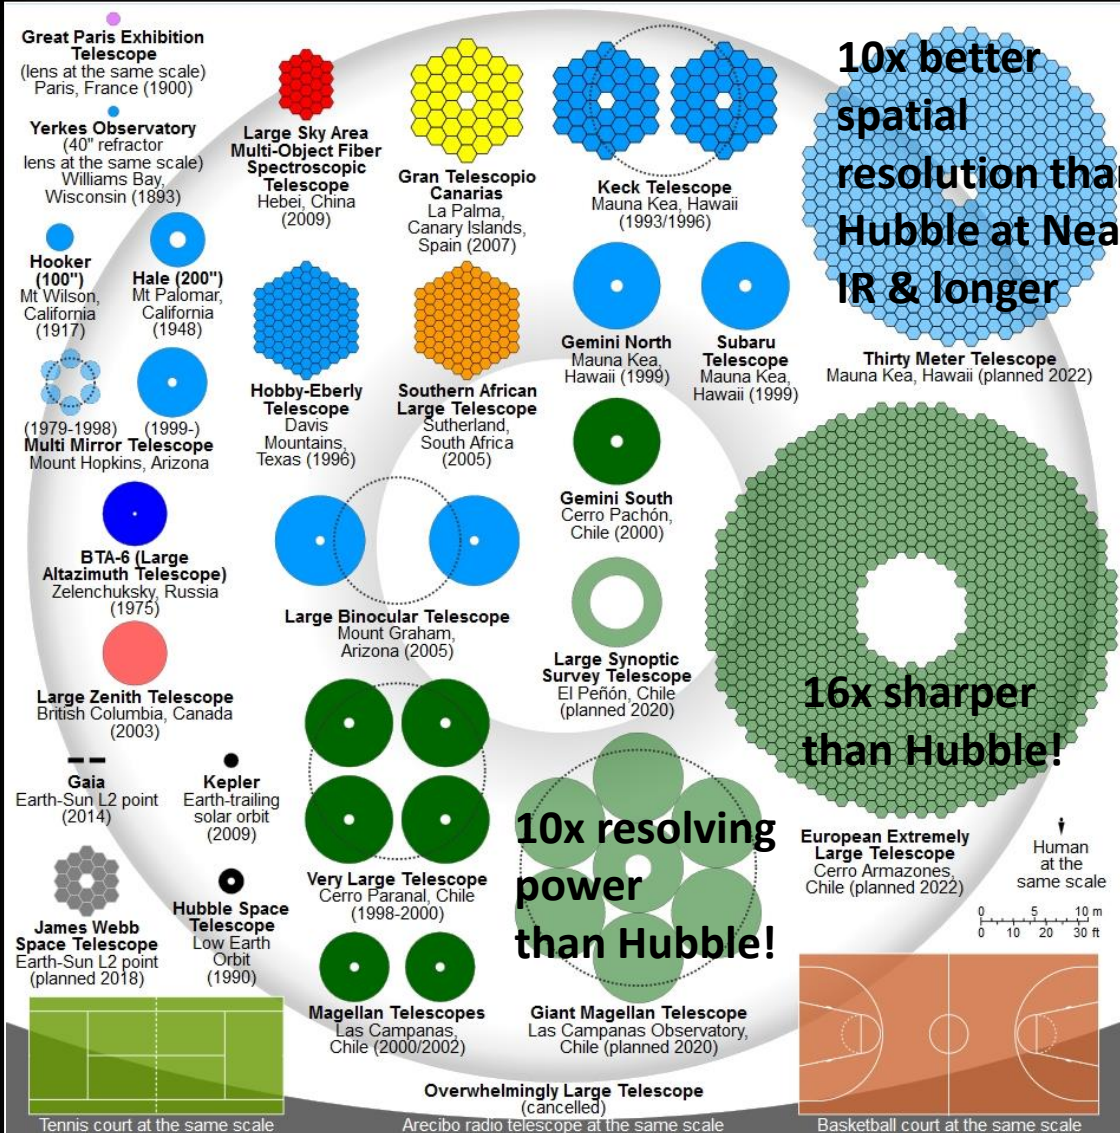 Great Paris Exhibition
Telescope
(lens at the same scale)
Paris, France (1900)
Yerkes Observatory
(40" refractor
lens at the same scale)
Williams Bay,
Wisconsin (1893)
Hooker
(100")
Mt Wilson,
California
(1917)
Hale (200")
Mt Palomar,
California
(1948)
(1979-1998)
(1999-)
Multi Mirror Telescope
Mount Hopkins, Arizona
BTA-6 (Large
Altazimuth Telescope)
Zelenchuksky, Russia
(1975)
Large Zenith Telescope
British Columbia, Canada
(2003)
Gaia
Earth-Sun L2 point
(2014)
Kepler
Earth-trailing
solar orbit
(2009)
James Webb
Space Telescope
Earth-Sun L2 point
(planned 2018)
Hubble Space
Telescope
Low Earth
Orbit
(1990)
Large Sky Area
Multi-Object Fiber
Spectroscopic
Telescope
Hebei, China
(2009)
Gran Telescopio
Canarias
La Palma,
Canary Islands,
Spain (2007)
Keck Telescope
Mauna Kea, Hawaii
(1993/1996)
Hobby-Eberly
Telescope
Davis
Mountains,
Texas (1996)
Southern African
Large Telescope
Sutherland,
South Africa
(2005)
Gemini North
Mauna Kea,
Hawaii (1999)
Subaru
Telescope
Mauna Kea,
Hawaii (1999)
Gemini South
Cerro Pachón,
Chile (2000)
Large Binocular Telescope
Mount Graham,
Arizona (2005)
Large Synoptic
Survey Telescope
El Peñón, Chile
(planned 2020)
Very Large Telescope
Cerro Paranal, Chile
(1998-2000)
Magellan Telescopes
Las Campanas,
Chile (2000/2002)
10x resolving
power
than Hubble!
Giant Magellan Telescope
Las Campanas Observatory,
Chile (planned 2020)
10x better
spatial
resolution than
Hubble at Nea
IR & longer
Thirty Meter Telescope
Mauna Kea, Hawaii (planned 2022)
16x sharper
than Hubble!
European Extremely
Large Telescope
Cerro Armazones,
Chile (planned 2022)
Human
at the
same scale
0 5 10 m
0 10 20 30 ft
Overwhelmingly Large Telescope
(cancelled)
Tennis court at the same scale
Arecibo radio telescope at the same scale
Basketball court at the same scale